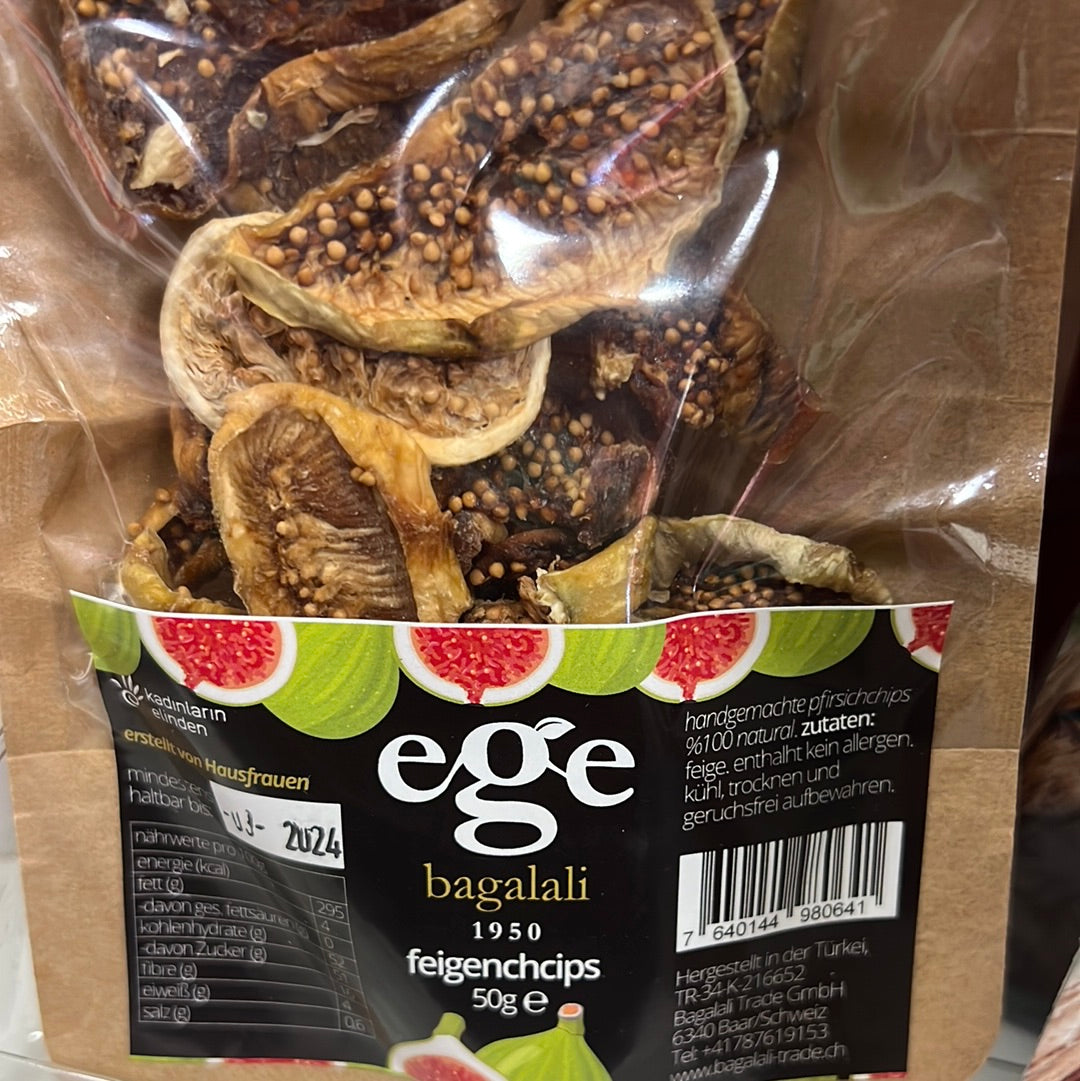 kadınların
elinden
erstellt von Hausfrauen
mindestens
haltbar bis:
-03- 2024
nährwerte pro 100g
energie (kcal) 295
fett (g) 4
-davon ges. fettsäuren (g) 0
kohlenhydrate (g)
-davon Zucker (g)
fibre (g)
eiweiß (g) 4
salz (g) 0,6
ege
bagalali
1950
feigenchcips
50g e
handgemachte pfirsichchips
%100 natural. zutaten:
feige. enthalht kein allergen.
kühl, trocknen und
geruchsfrei aufbewahren.
7 640144 980641
Hergestellt in der Türkei,
TR-34-K-216652
Bagalali Trade GmbH
6340 Baar/Schweiz
Tel: +41787619153
www.bagalali-trade.ch